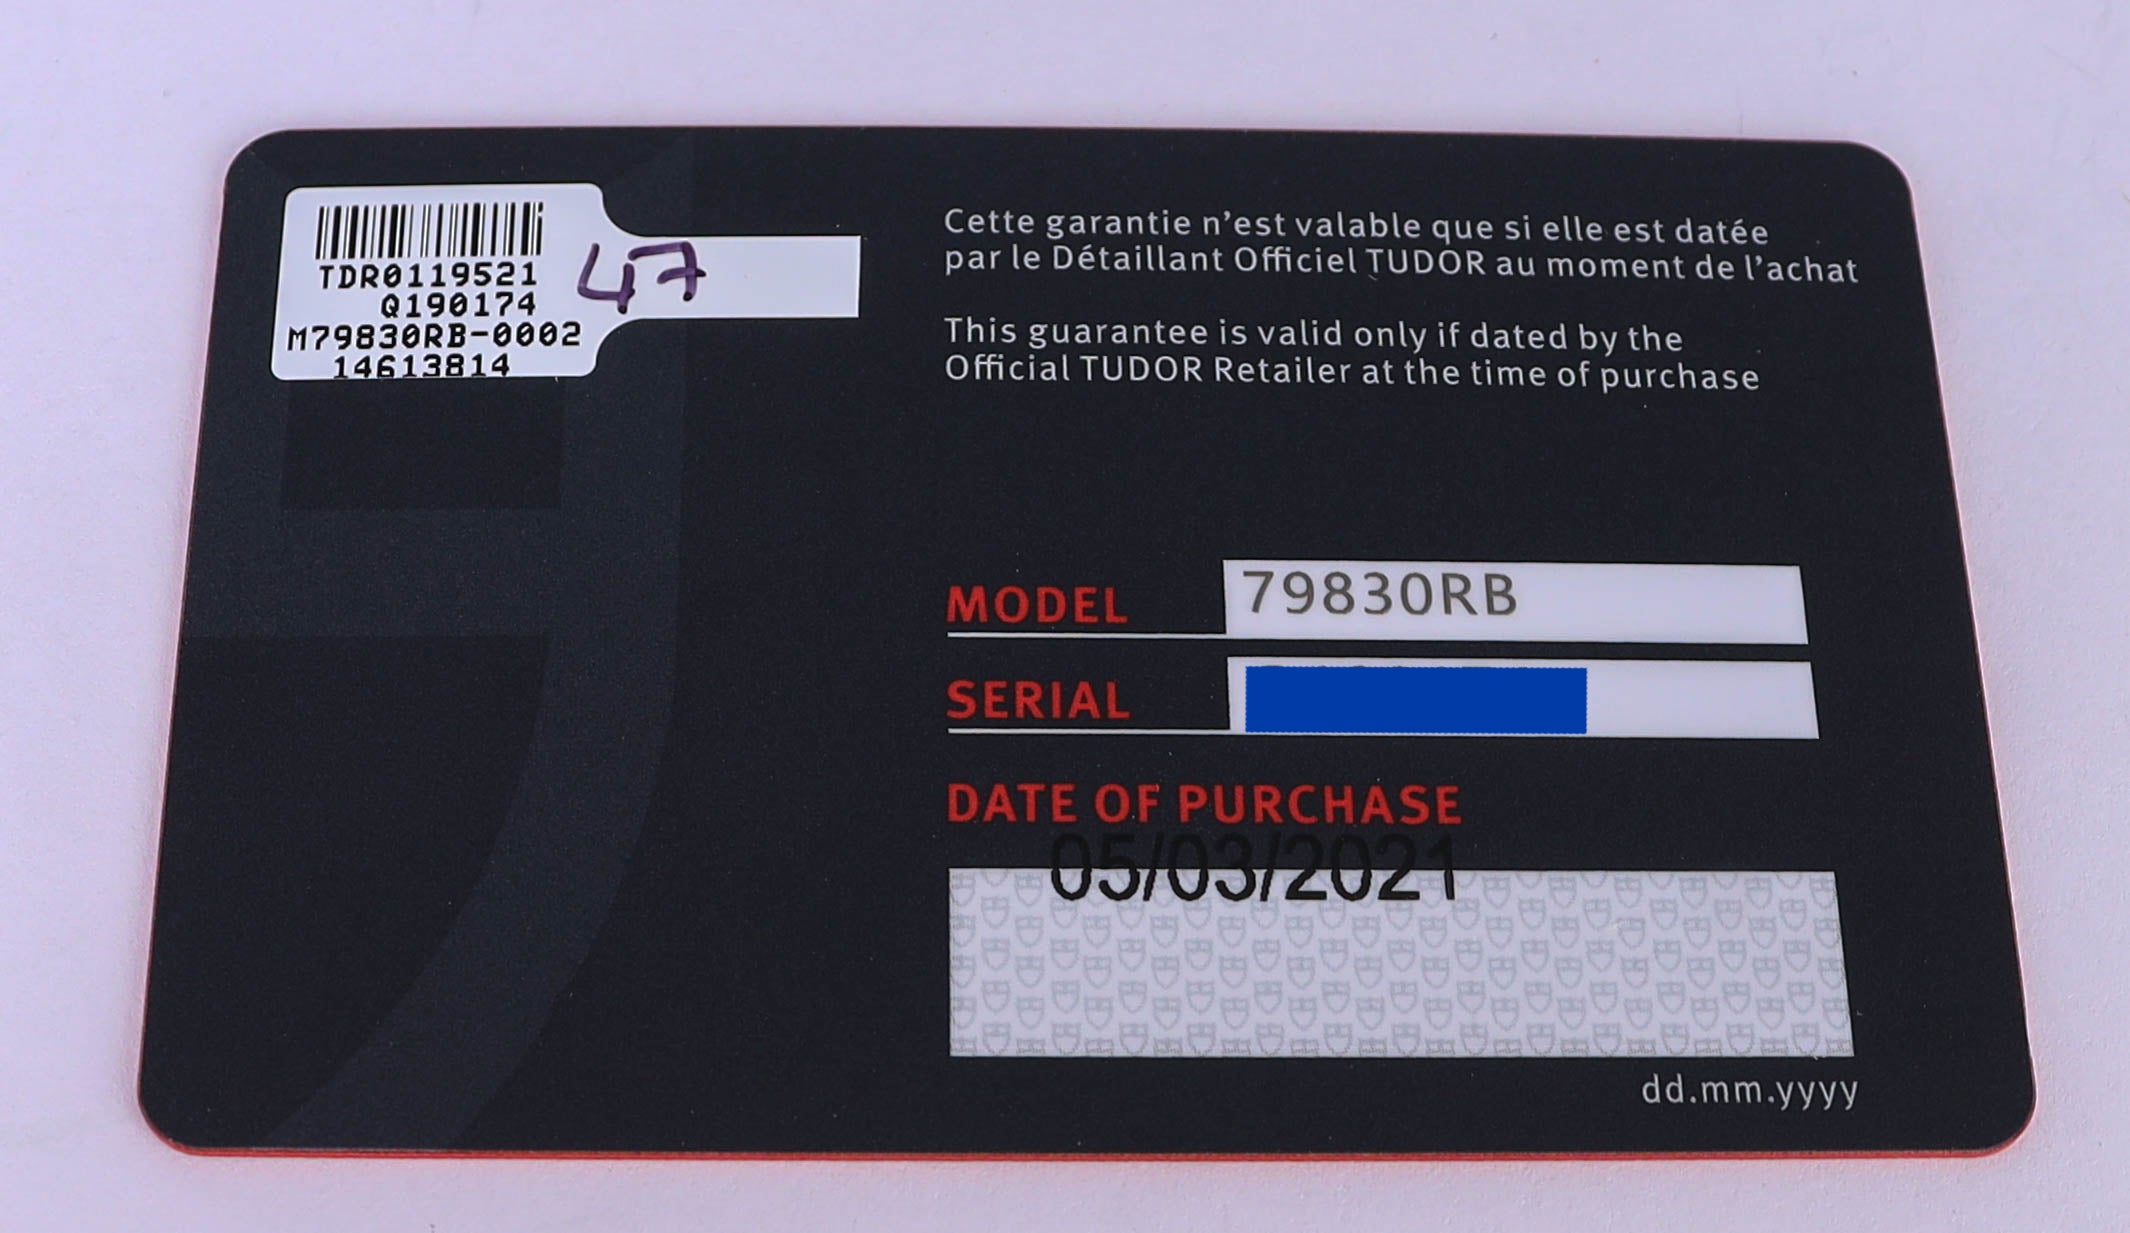 TDR0119521
Q190174
M79830RB-0002
14613814
47
Cette garantie n'est valable que si elle est datée
par le Détaillant Officiel TUDOR au moment de l'achat
This guarantee is valid only if dated by the
Official TUDOR Retailer at the time of purchase
MODEL 79830RB
SERIAL
DATE OF PURCHASE
05/03/2021
dd.mm.yyyy